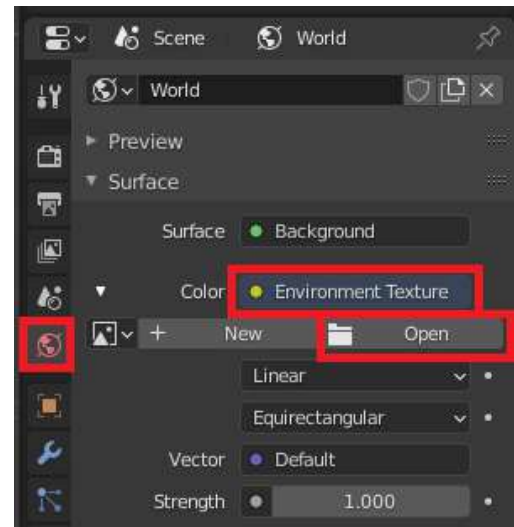 Scene World
World
Preview
Surface
Surface Background
Color Environment Texture
+ New Open
Linear
Equirectangular
Vector Default
Strength 1.000